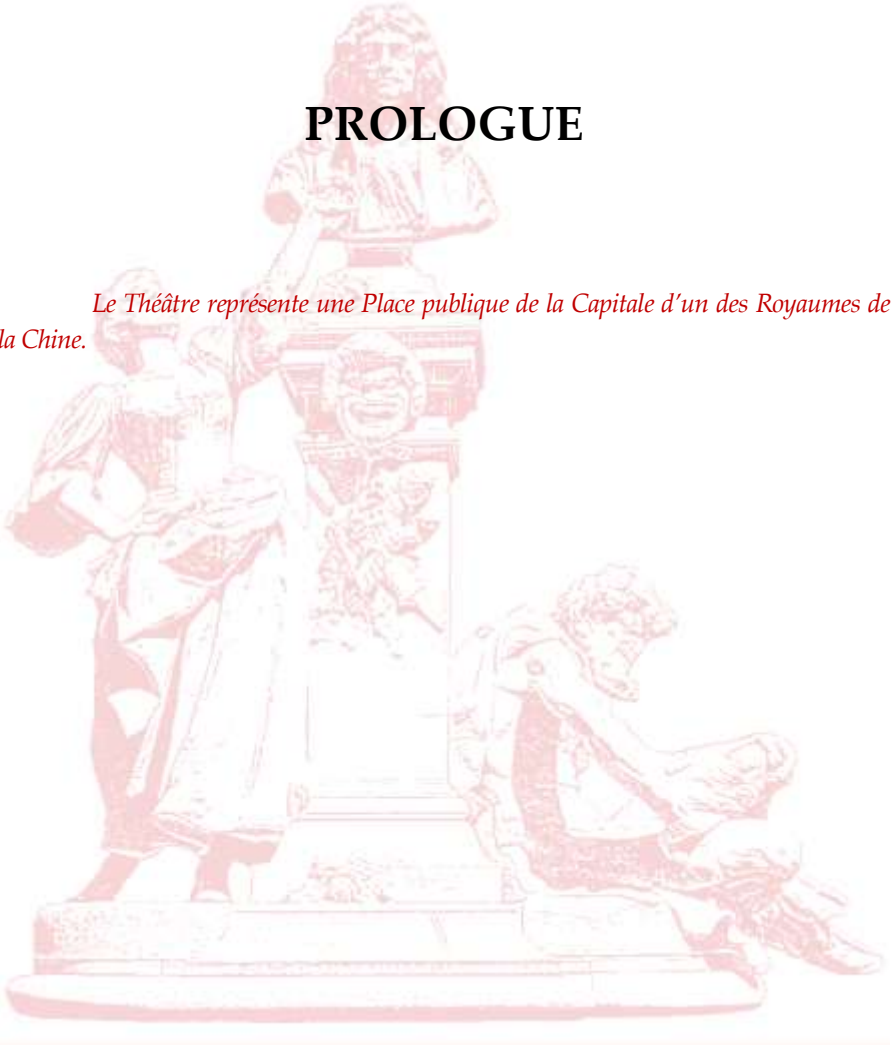 PROLOGUE
Le Théâtre représente une Place publique de la Capitale d’un des Royaumes de
la Chine.